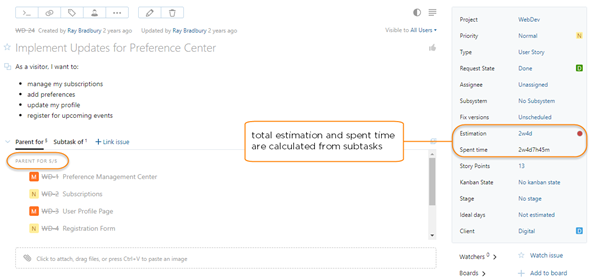 WD-24 Created by Ray Bradbury 2 years ago Updated by Ray Bradbury 2 years ago Visible to All Users
Implement Updates for Preference Center
As a visitor, I want to:
manage my subscriptions
add preferences
update my profile
register for upcoming events
Parent for 5 Subtask of 1 + Link issue
PARENT FOR 5/5
M WD-1 Preference Management Center
N WD-2 Subscriptions
M WD-3 User Profile Page
N WD-4 Registration Form
Click to attach, drag files, or press Ctrl+V to paste an image
total estimation and spent time
are calculated from subtasks
Project WebDev
Priority Normal N
Type User Story
Request State Done D
Assignee Unassigned
Subsystem No Subsystem
Fix versions Unscheduled
Estimation 2w4d
Spent time 2w4d7h45m
Story Points 13
Kanban State No kanban state
Stage No stage
Ideal days Not estimated
Client Digital D
Watchers 0 Watch issue
Boards Add to board